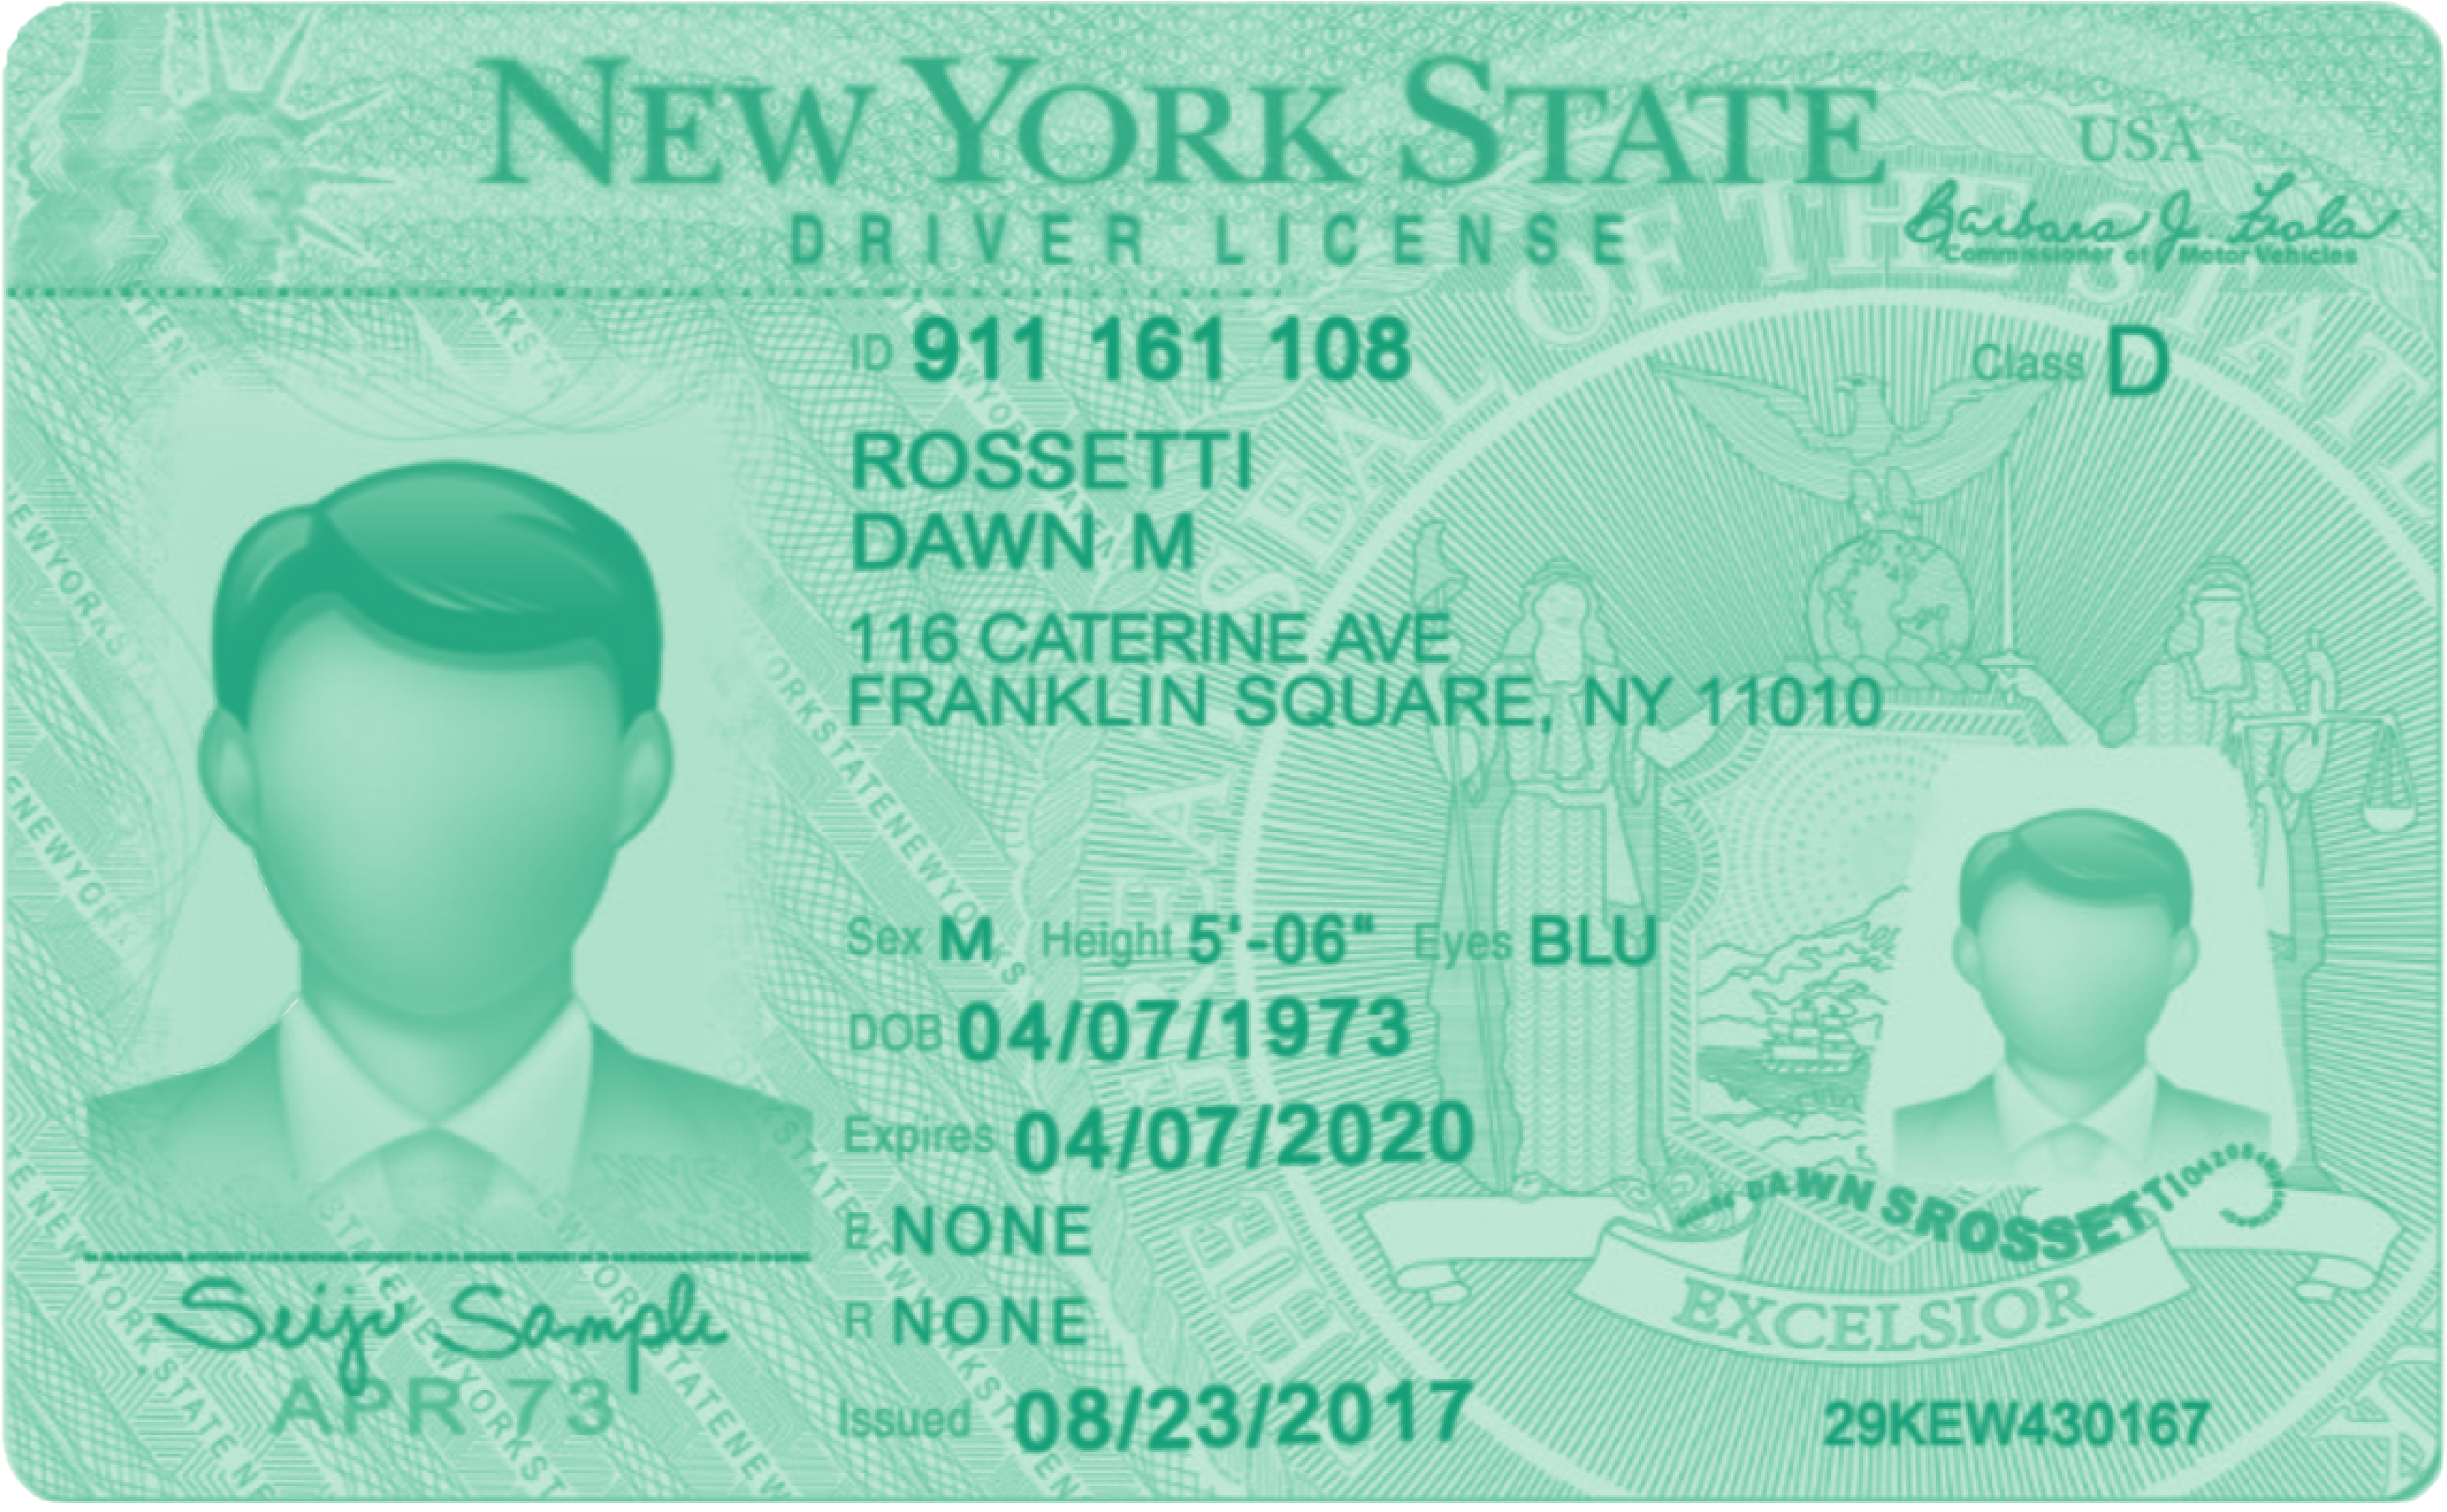 NEW YORK STATE
USA
DRIVER LICENSE
Barbara J. Fiala
Commissioner of Motor Vehicles
ID 911 161 108
Class D
ROSSETTI
DAWN M
116 CATERINE AVE
FRANKLIN SQUARE, NY 11010
Sex M Height 5'-06" Eyes BLU
DOB 04/07/1973
Expires 04/07/2020
E NONE
R NONE
Issued 08/23/2017
Seijo Sample
APR 73
DAWN SROSSETTI
EXCELSIOR
29KEW430167